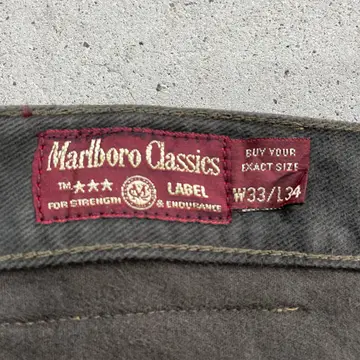 Marlboro Classics
TM ★★★ LABEL
FOR STRENGTH & ENDURANCE
BUY YOUR
EXACT SIZE
W33/L34